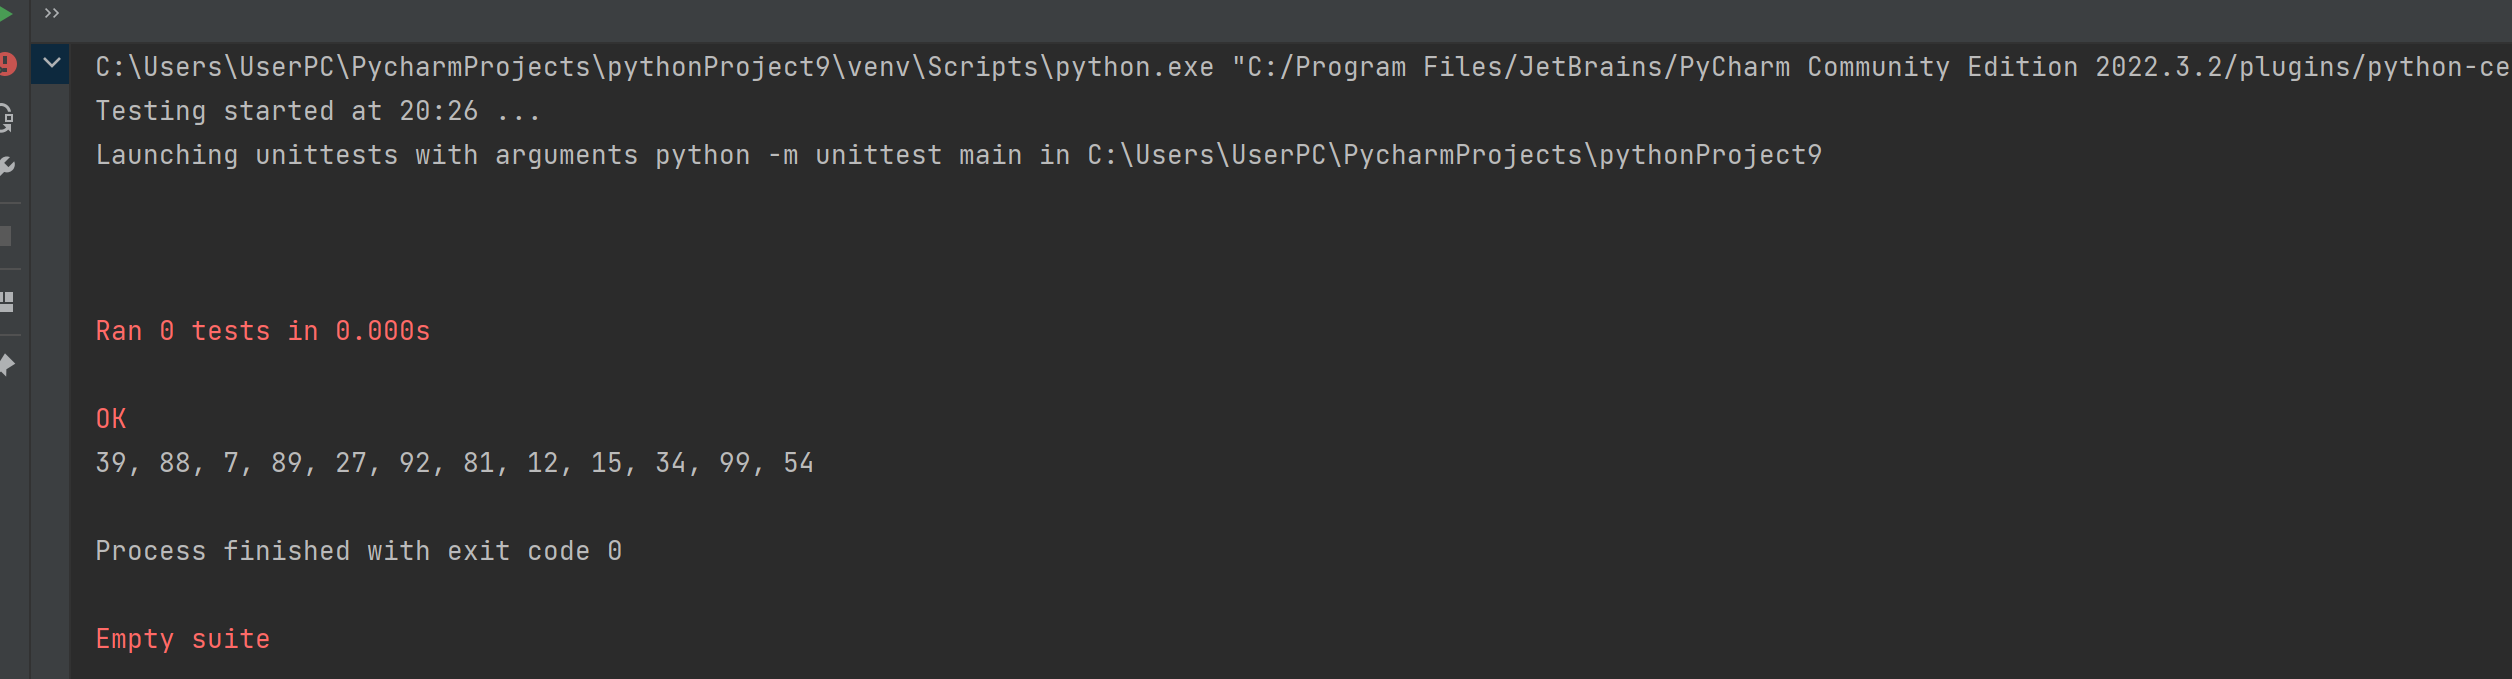 C:\Users\UserPC\PycharmProjects\pythonProject9\venv\Scripts\python.exe "C:/Program Files/JetBrains/PyCharm Community Edition 2022.3.2/plugins/python-ce
Testing started at 20:26 ...
Launching unittests with arguments python -m unittest main in C:\Users\UserPC\PycharmProjects\pythonProject9
Ran 0 tests in 0.000s
OK
39, 88, 7, 89, 27, 92, 81, 12, 15, 34, 99, 54
Process finished with exit code 0
Empty suite